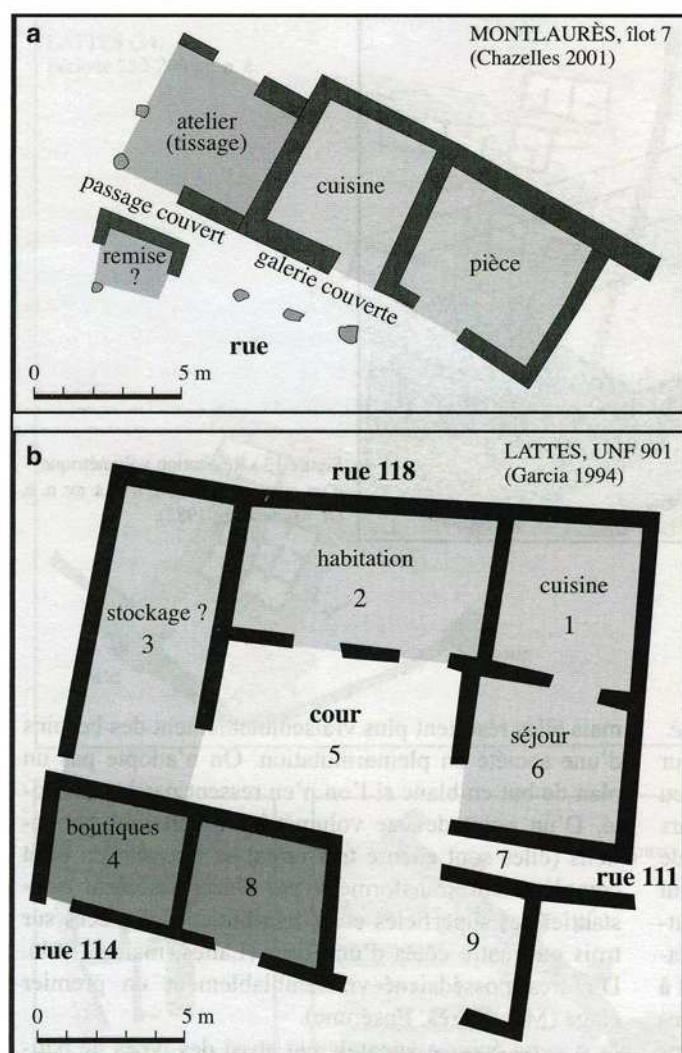 a
MONTLAURÈS, îlot 7
(Chazelles 2001)
atelier
(tissage)
cuisine
pièce
passage couvert
galerie couverte
remise
?
rue
0 5 m
b
LATTES, UNF 901
(Garcia 1994)
rue 118
habitation
2
cuisine
1
stockage ?
3
cour
5
séjour
6
boutiques
4
8
7
rue 111
9
rue 114
0 5 m